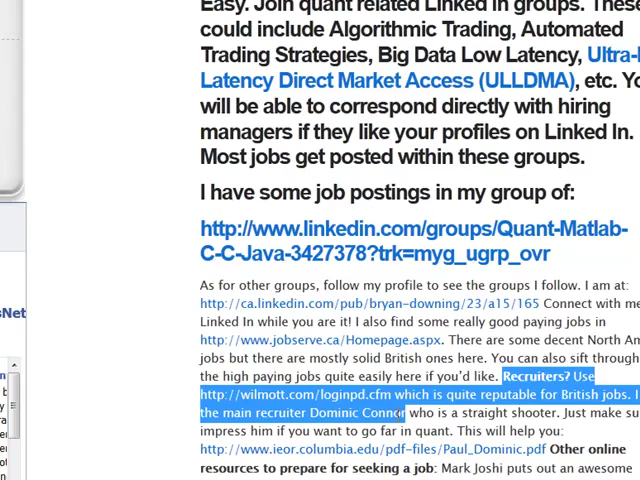 Easy. Join quant related Linked In groups. These
could include Algorithmic Trading, Automated
Trading Strategies, Big Data Low Latency, Ultra-
Latency Direct Market Access (ULLDMA), etc. Yo
will be able to correspond directly with hiring
managers if they like your profiles on Linked In.
Most jobs get posted within these groups.
I have some job postings in my group of:
http://www.linkedin.com/groups/Quant-Matlab-
C-C-Java-3427378?trk=myg_ugrp_ovr
As for other groups, follow my profile to see the groups I follow. I am at:
http://ca.linkedin.com/pub/bryan-downing/23/a15/165 Connect with me
Linked In while you are it! I also find some really good paying jobs in
http://www.jobserve.ca/Homepage.aspx. There are some decent North Am
jobs but there are mostly solid British ones here. You can also sift through
the high paying jobs quite easily here if you'd like. Recruiters? Use
http://wilmott.com/loginpd.cfm which is quite reputable for British jobs. I
the main recruiter Dominic Connor who is a straight shooter. Just make su
impress him if you want to go far in quant. This will help you:
http://www.ieor.columbia.edu/pdf-files/Paul_Dominic.pdf Other online
resources to prepare for seeking a job: Mark Joshi puts out an awesome
sNet